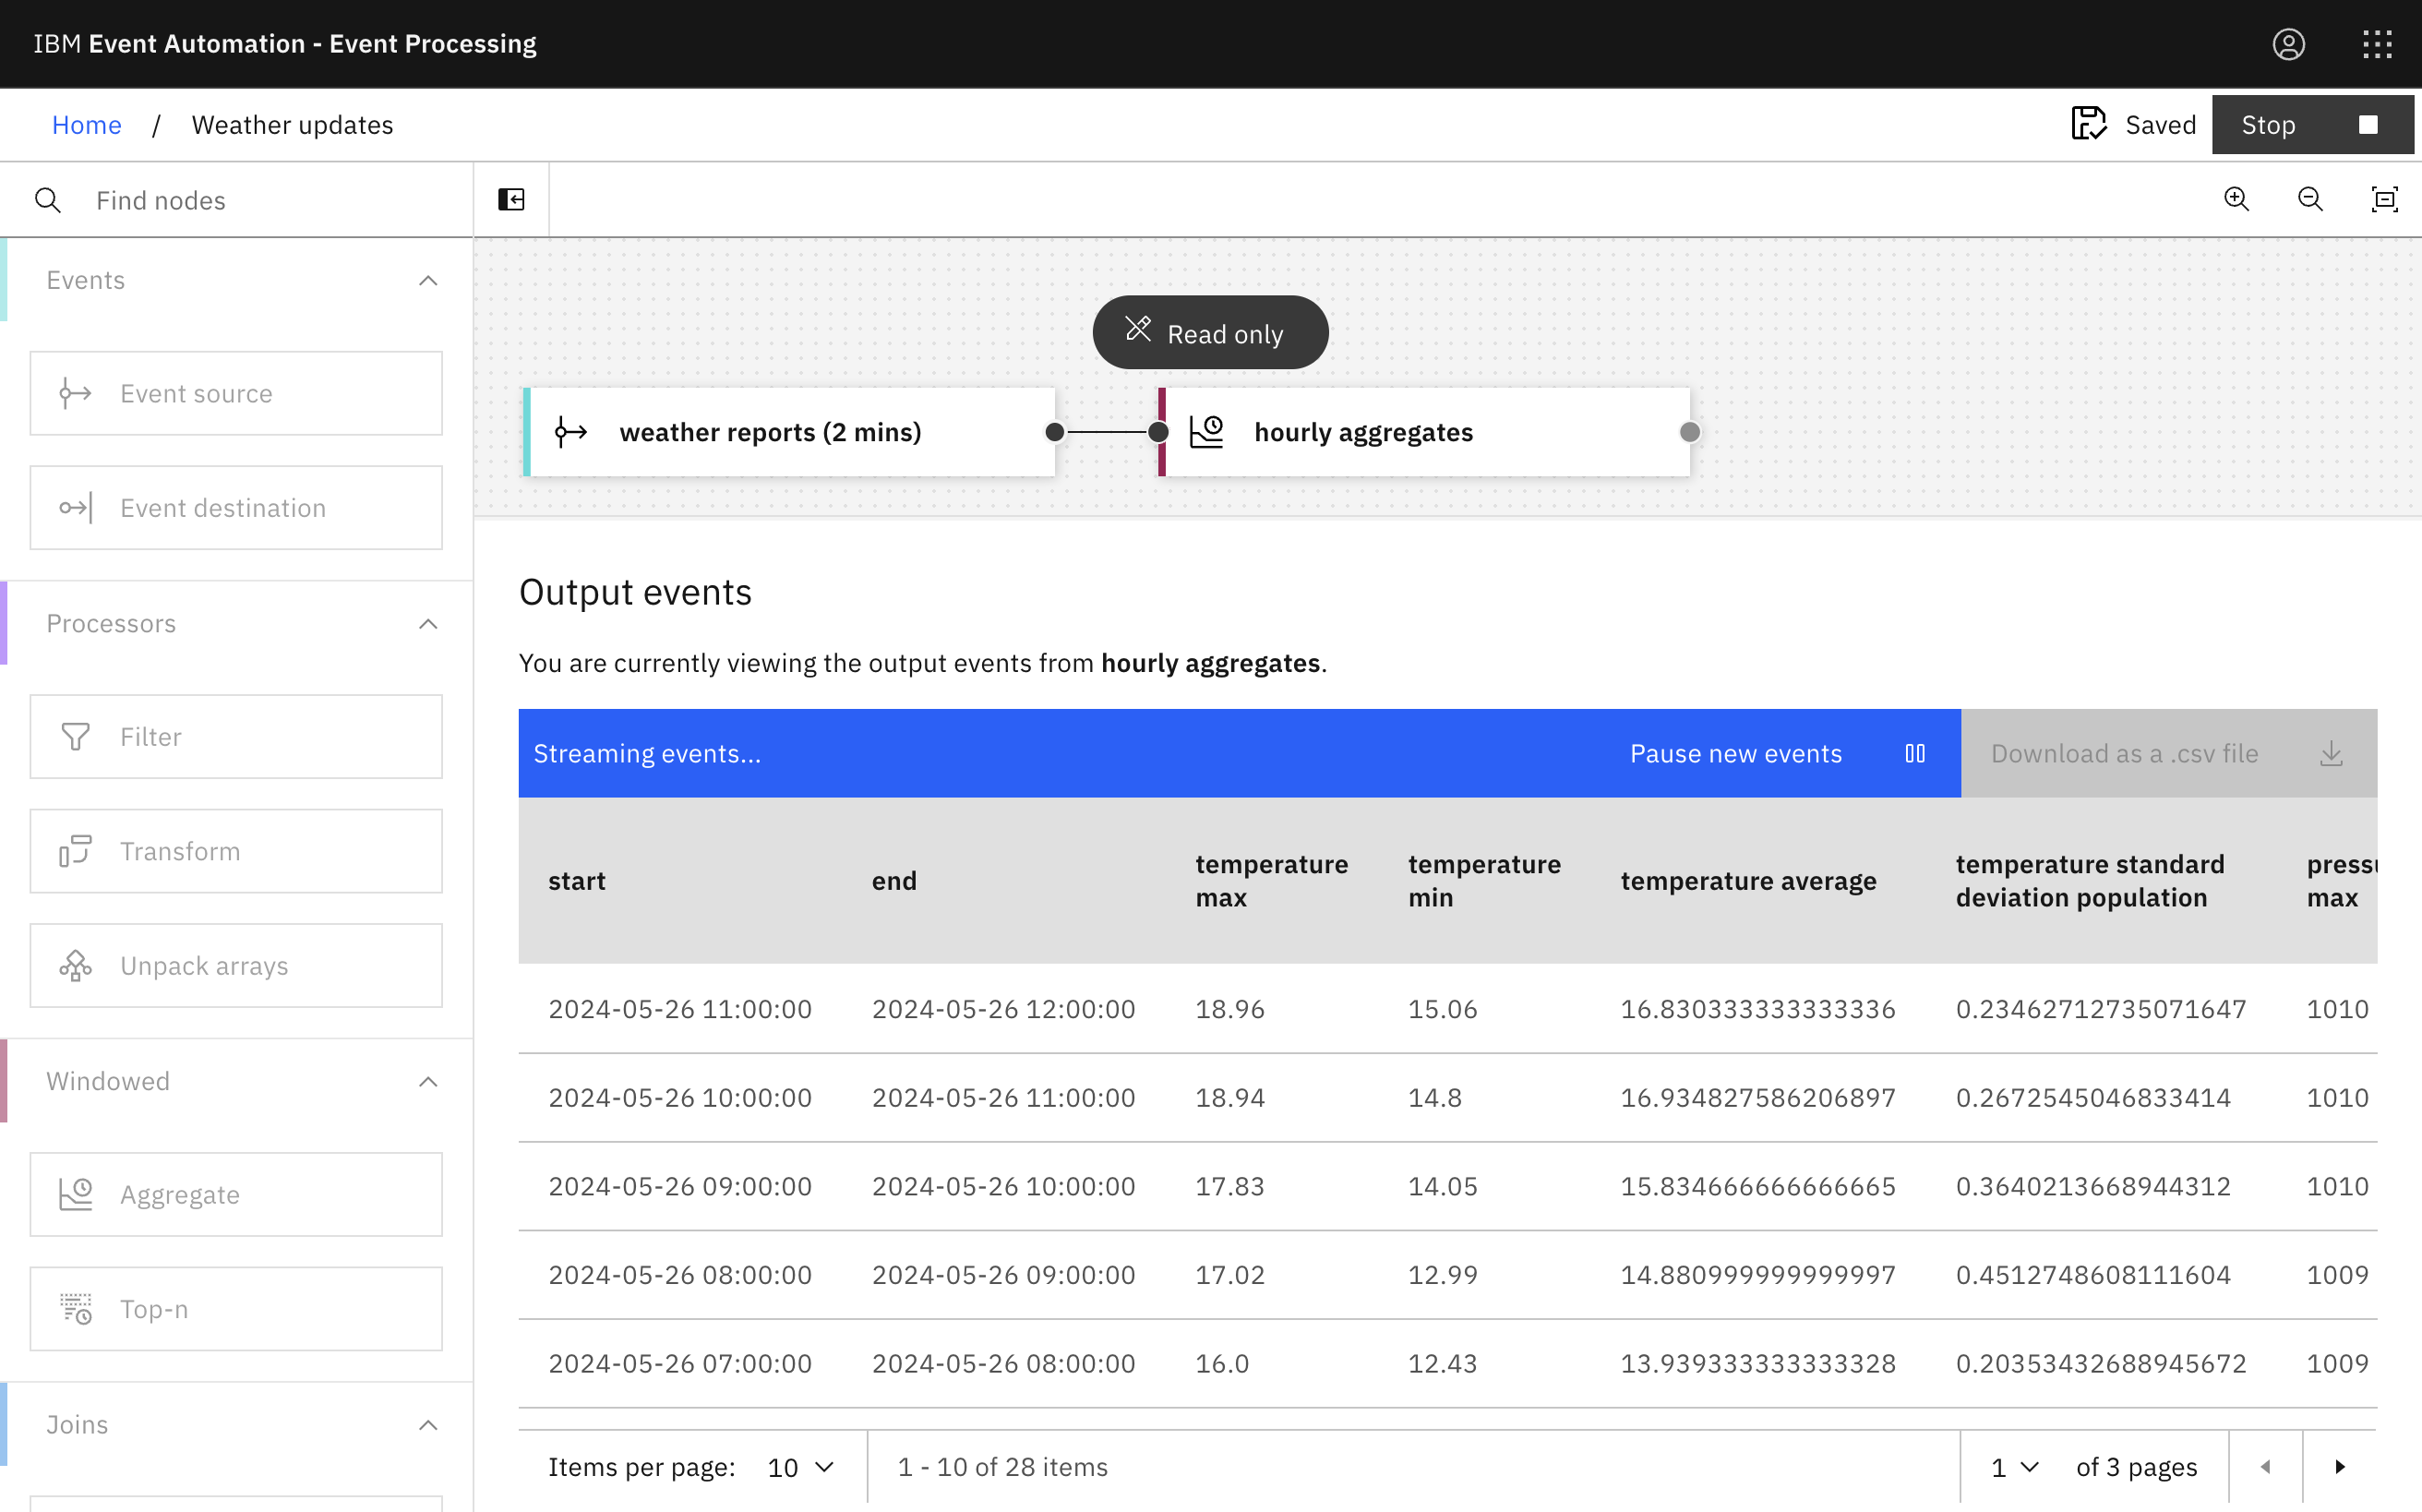 IBM Event Automation - Event Processing
Home / Weather updates
Saved
Stop
Find nodes
Events
Event source
Event destination
Processors
Filter
Transform
Unpack arrays
Windowed
Aggregate
Top-n
Joins
Read only
weather reports (2 mins)
hourly aggregates
Output events
You are currently viewing the output events from hourly aggregates.
Streaming events...
Pause new events
Download as a .csv file
start
end
temperature max
temperature min
temperature average
temperature standard deviation population
max
2024-05-26 11:00:00 2024-05-26 12:00:00 18.96 15.06 16.830333333333336 0.23462712735071647 1010
2024-05-26 10:00:00 2024-05-26 11:00:00 18.94 14.8 16.934827586206897 0.2672545046833414 1010
2024-05-26 09:00:00 2024-05-26 10:00:00 17.83 14.05 15.834666666666665 0.3640213668944312 1010
2024-05-26 08:00:00 2024-05-26 09:00:00 17.02 12.99 14.880999999999997 0.4512748608111604 1009
2024-05-26 07:00:00 2024-05-26 08:00:00 16.0 12.43 13.939333333333328 0.20353432688945672 1009
Items per page: 10
1 - 10 of 28 items
1 of 3 pages